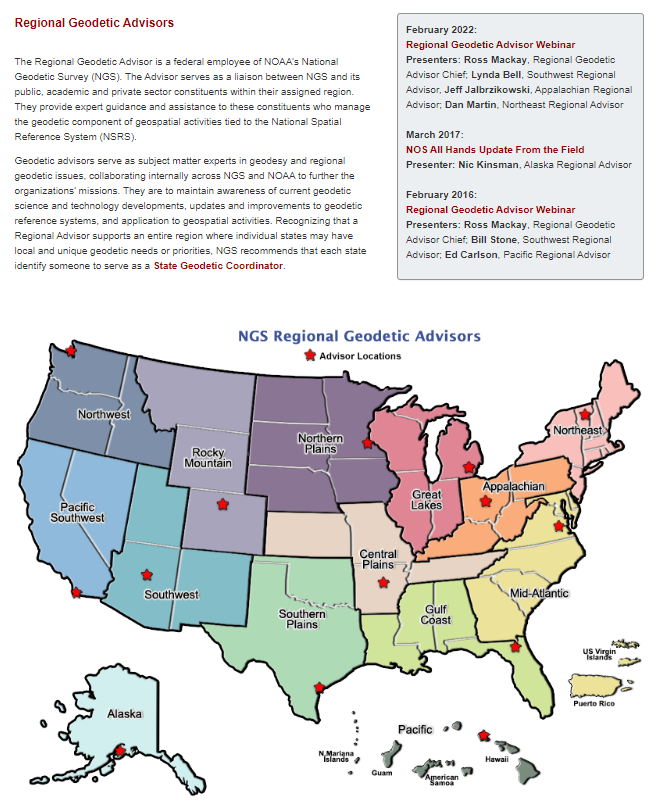 Regional Geodetic Advisors
The Regional Geodetic Advisor is a federal employee of NOAA's National
Geodetic Survey (NGS). The Advisor serves as a liaison between NGS and its
public, academic and private sector constituents within their assigned region.
They provide expert guidance and assistance to these constituents who manage
the geodetic component of geospatial activities tied to the National Spatial
Reference System (NSRS).
Geodetic advisors serve as subject matter experts in geodesy and regional
geodetic issues, collaborating internally across NGS and NOAA to further the
organizations' missions. They are to maintain awareness of current geodetic
science and technology developments, updates and improvements to geodetic
reference systems, and application to geospatial activities. Recognizing that a
Regional Advisor supports an entire region where individual states may have
local and unique geodetic needs or priorities, NGS recommends that each state
identify someone to serve as a State Geodetic Coordinator.
February 2022:
Regional Geodetic Advisor Webinar
Presenters: Ross Mackay, Regional Geodetic
Advisor Chief; Lynda Bell, Southwest Regional
Advisor, Jeff Jalbrzikowski, Appalachian Regional
Advisor; Dan Martin, Northeast Regional Advisor
March 2017:
NOS All Hands Update From the Field
Presenter: Nic Kinsman, Alaska Regional Advisor
February 2016:
Regional Geodetic Advisor Webinar
Presenters: Ross Mackay, Regional Geodetic
Advisor Chief; Bill Stone, Southwest Regional
Advisor; Ed Carlson, Pacific Regional Advisor
NGS Regional Geodetic Advisors
Advisor Locations
Northwest
Rocky
Mountain
Northern
Plains
Great
Lakes
Northeast
Appalachian
Pacific
Southwest
Southwest
Central
Plains
Southern
Plains
Gulf
Coast
Mid-Atlantic
US Virgin
Islands
Puerto Rico
Alaska
Pacific
N.Mariana
Islands
Guam
American
Samoa
Hawaii